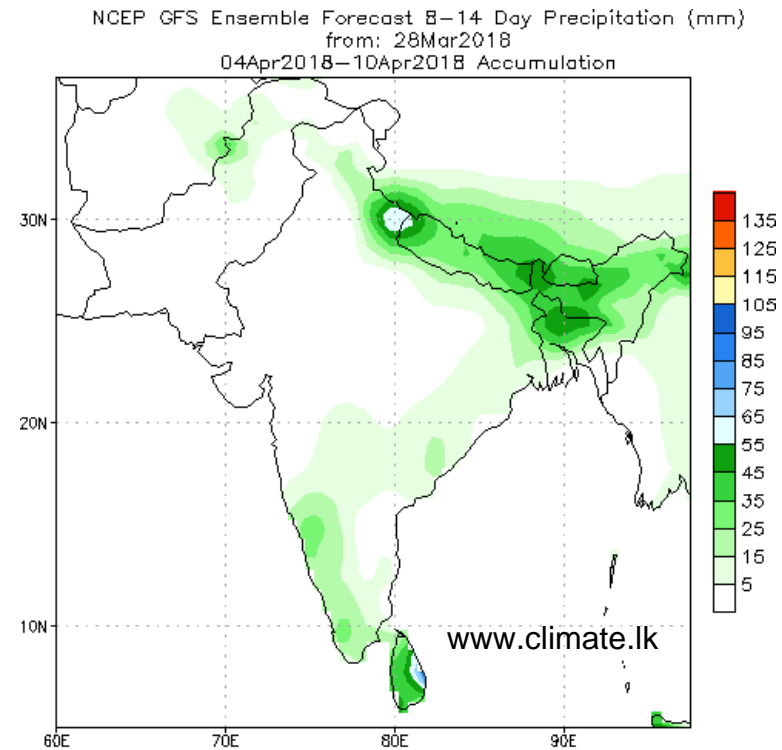 NCEP GFS Ensemble Forecast 8-14 Day Precipitation (mm)
from: 28Mar2018
04Apr2018-10Apr2018 Accumulation
30N
20N
10N
60E
70E
80E
90E
135
125
115
105
95
85
75
65
55
45
35
25
15
5
www.climate.lk